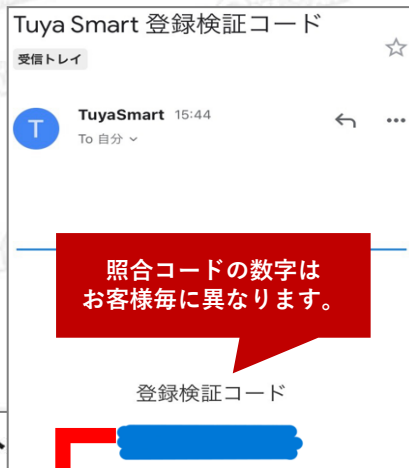 Tuya Smart 登録検証コード
受信トレイ
T
TuyaSmart 15:44
To 自分
照合コードの数字は
お客様毎に異なります。
登録検証コード